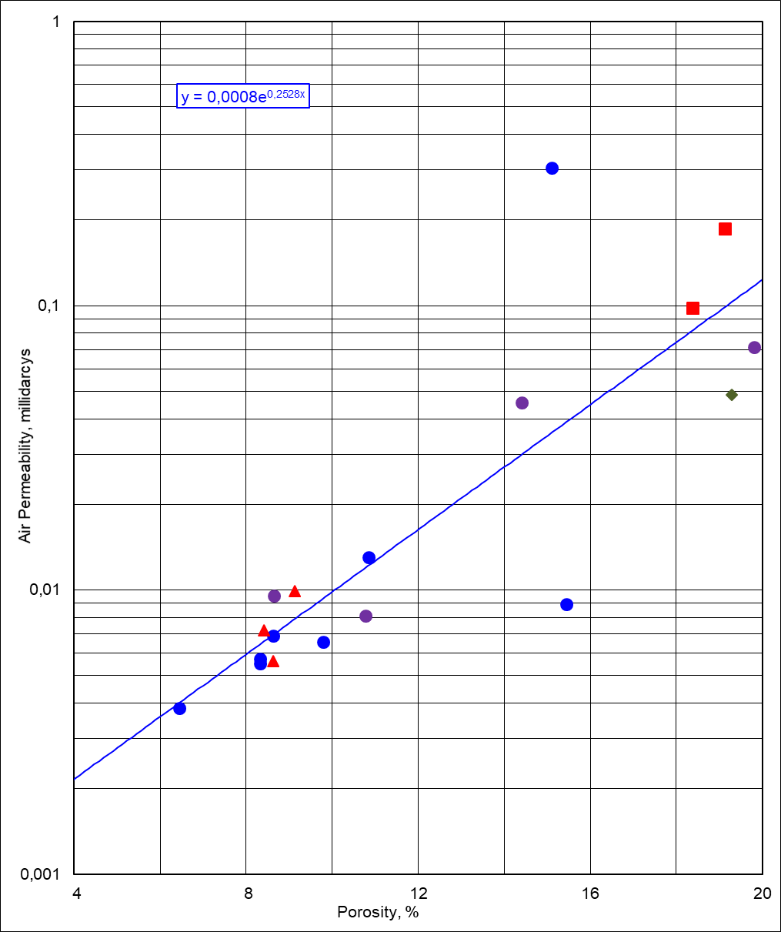 1
y = 0,0008e^0,2528x
0,1
Air Permeability, millidarcys
0,01
0,001
4 8 12 16 20
Porosity, %